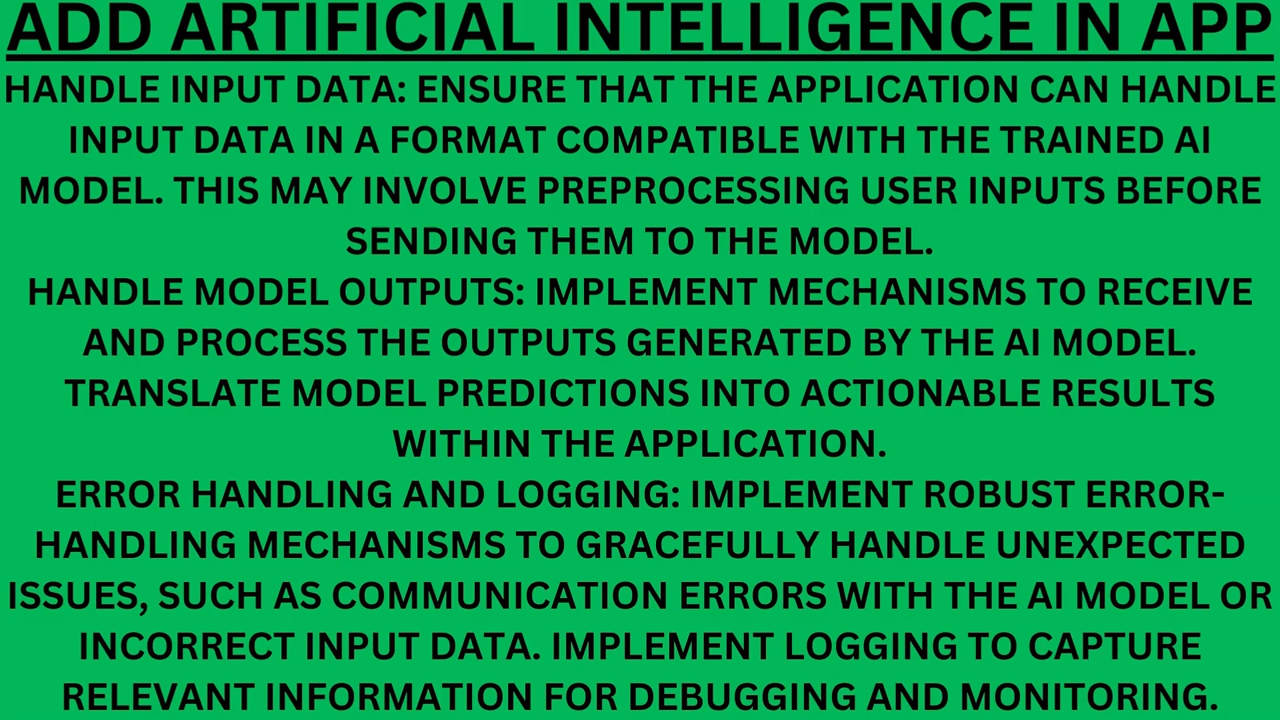 ADD ARTIFICIAL INTELLIGENCE IN APP
HANDLE INPUT DATA: ENSURE THAT THE APPLICATION CAN HANDLE
INPUT DATA IN A FORMAT COMPATIBLE WITH THE TRAINED AI
MODEL. THIS MAY INVOLVE PREPROCESSING USER INPUTS BEFORE
SENDING THEM TO THE MODEL.
HANDLE MODEL OUTPUTS: IMPLEMENT MECHANISMS TO RECEIVE
AND PROCESS THE OUTPUTS GENERATED BY THE AI MODEL.
TRANSLATE MODEL PREDICTIONS INTO ACTIONABLE RESULTS
WITHIN THE APPLICATION.
ERROR HANDLING AND LOGGING: IMPLEMENT ROBUST ERROR-
HANDLING MECHANISMS TO GRACEFULLY HANDLE UNEXPECTED
ISSUES, SUCH AS COMMUNICATION ERRORS WITH THE AI MODEL OR
INCORRECT INPUT DATA. IMPLEMENT LOGGING TO CAPTURE
RELEVANT INFORMATION FOR DEBUGGING AND MONITORING.